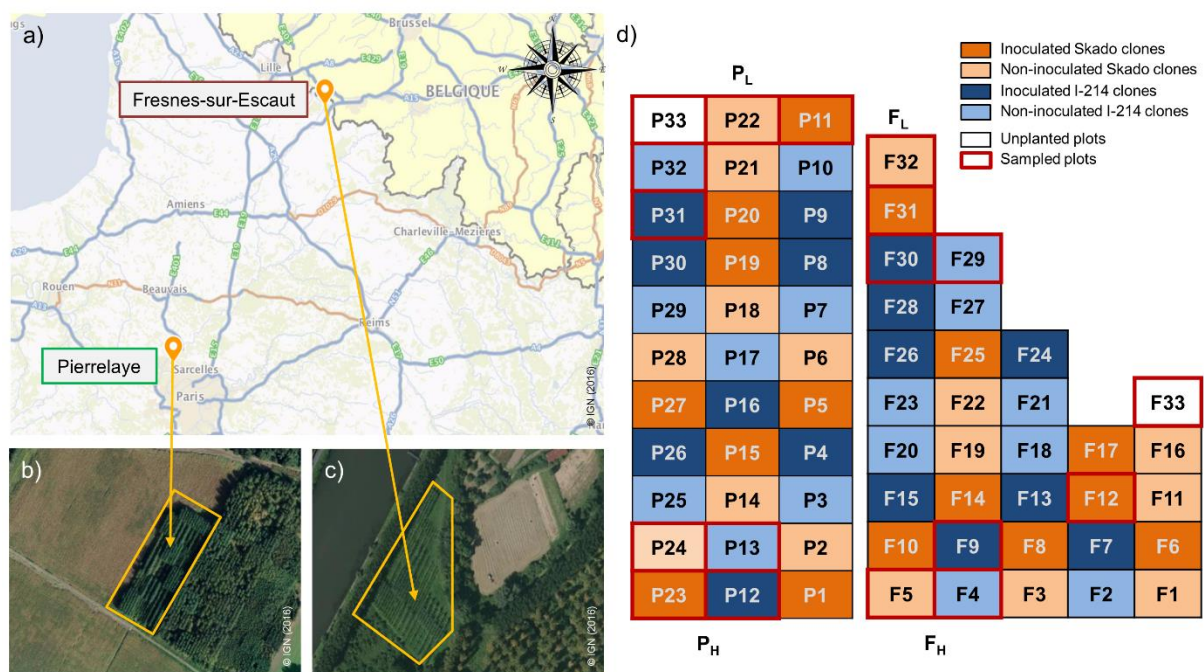 a)
Lille
Brüssel
BELGIQUE
Fresnes-sur-Escaut
Amiens
Charleville-Mezieres
Rouen
Beauvais
Reims
Pierrelaye
Sarcelles
Paris
© IGN (2016)
b)
© IGN (2016)
c)
© IGN (2016)
d)
Inoculated Skado clones
Non-inoculated Skado clones
Inoculated I-214 clones
Non-inoculated I-214 clones
Unplanted plots
Sampled plots
PL
P33 P22 P11
P32 P21 P10
P31 P20 P9
P30 P19 P8
P29 P18 P7
P28 P17 P6
P27 P16 P5
P26 P15 P4
P25 P14 P3
P24 P13 P2
P23 P12 P1
PH
FL
F32
F31
F30 F29
F28 F27
F26 F25 F24
F23 F22 F21 F33
F20 F19 F18 F17 F16
F15 F14 F13 F12 F11
F10 F9 F8 F7 F6
F5 F4 F3 F2 F1
FH